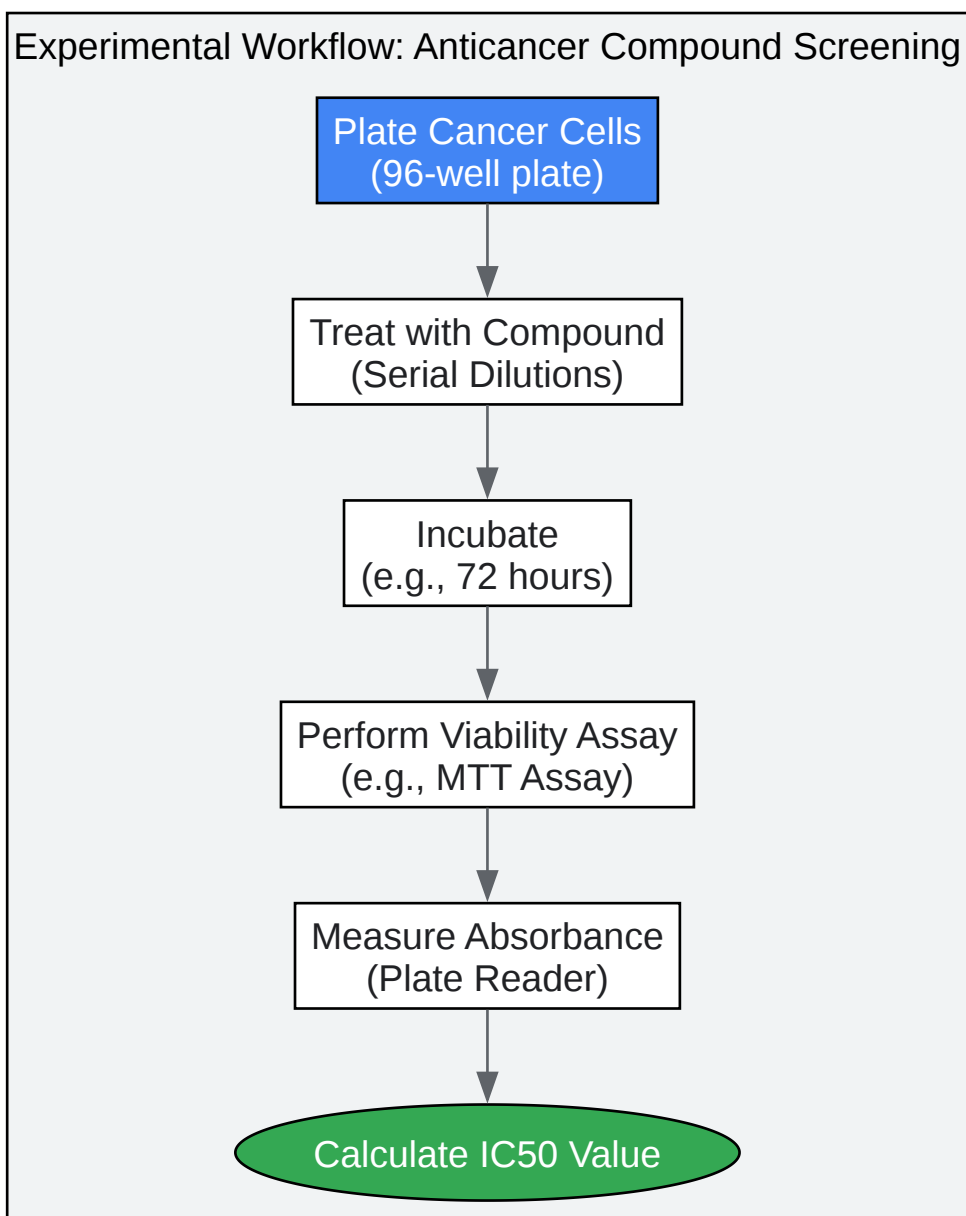 Experimental Workflow: Anticancer Compound Screening
Plate Cancer Cells
(96-well plate)
Treat with Compound
(Serial Dilutions)
Incubate
(e.g., 72 hours)
Perform Viability Assay
(e.g., MTT Assay)
Measure Absorbance
(Plate Reader)
Calculate IC50 Value